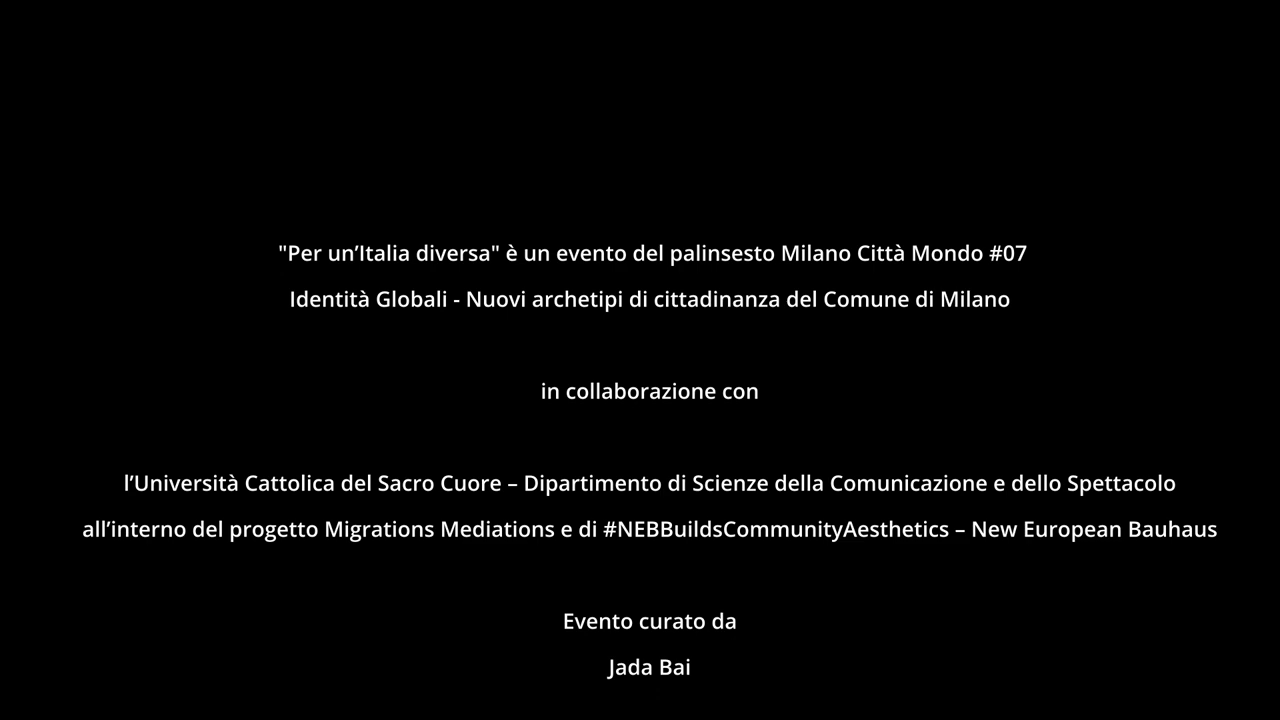 "Per un’Italia diversa" è un evento del palinsesto Milano Città Mondo #07
Identità Globali - Nuovi archetipi di cittadinanza del Comune di Milano
in collaborazione con
l’Università Cattolica del Sacro Cuore – Dipartimento di Scienze della Comunicazione e dello Spettacolo
all’interno del progetto Migrations Mediations e di #NEBBuildsCommunityAesthetics – New European Bauhaus
Evento curato da
Jada Bai